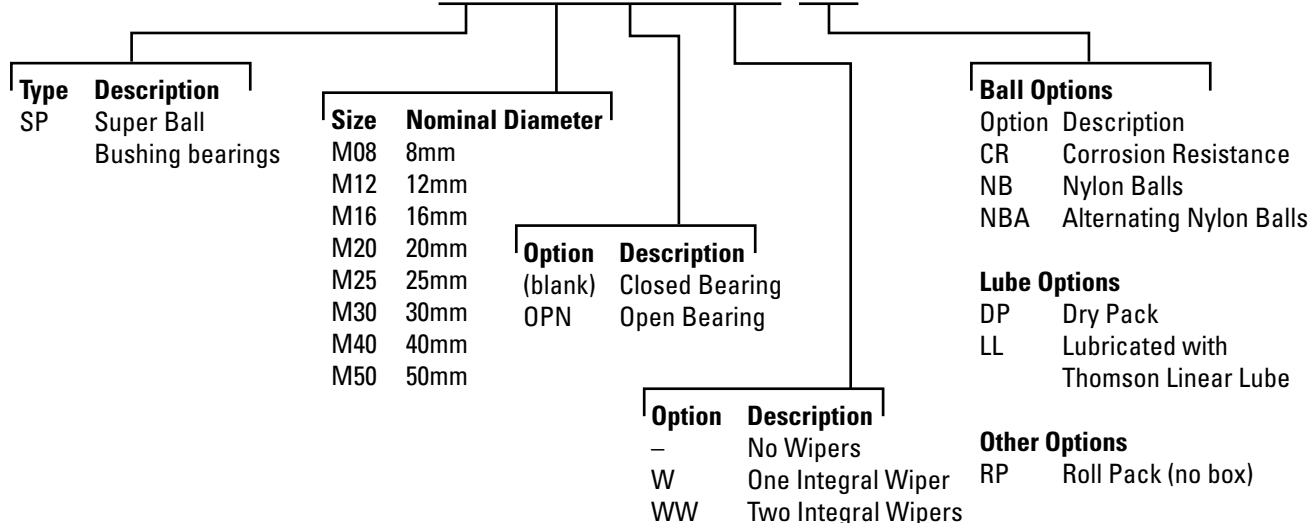 Type Description
SP Super Ball
Bushing bearings
Size Nominal Diameter
M08 8mm
M12 12mm
M16 16mm
M20 20mm
M25 25mm
M30 30mm
M40 40mm
M50 50mm
Option Description
(blank) Closed Bearing
OPN Open Bearing
Option Description
– No Wipers
W One Integral Wiper
WW Two Integral Wipers
Ball Options
Option Description
CR Corrosion Resistance
NB Nylon Balls
NBA Alternating Nylon Balls
Lube Options
DP Dry Pack
LL Lubricated with
Thomson Linear Lube
Other Options
RP Roll Pack (no box)